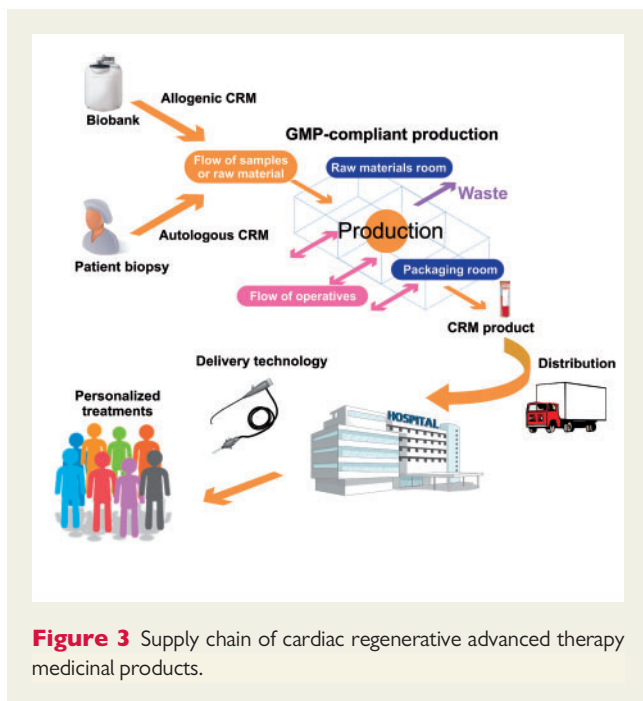 Allogenic CRM
Biobank
GMP-compliant production
Flow of samples
or raw material
Raw materials room
Waste
Production
Autologous CRM
Patient biopsy
Packaging room
Flow of operatives
CRM product
Delivery technology
Distribution
Personalized
treatments
HOSPITAL
Figure 3 Supply chain of cardiac regenerative advanced therapy
medicinal products.